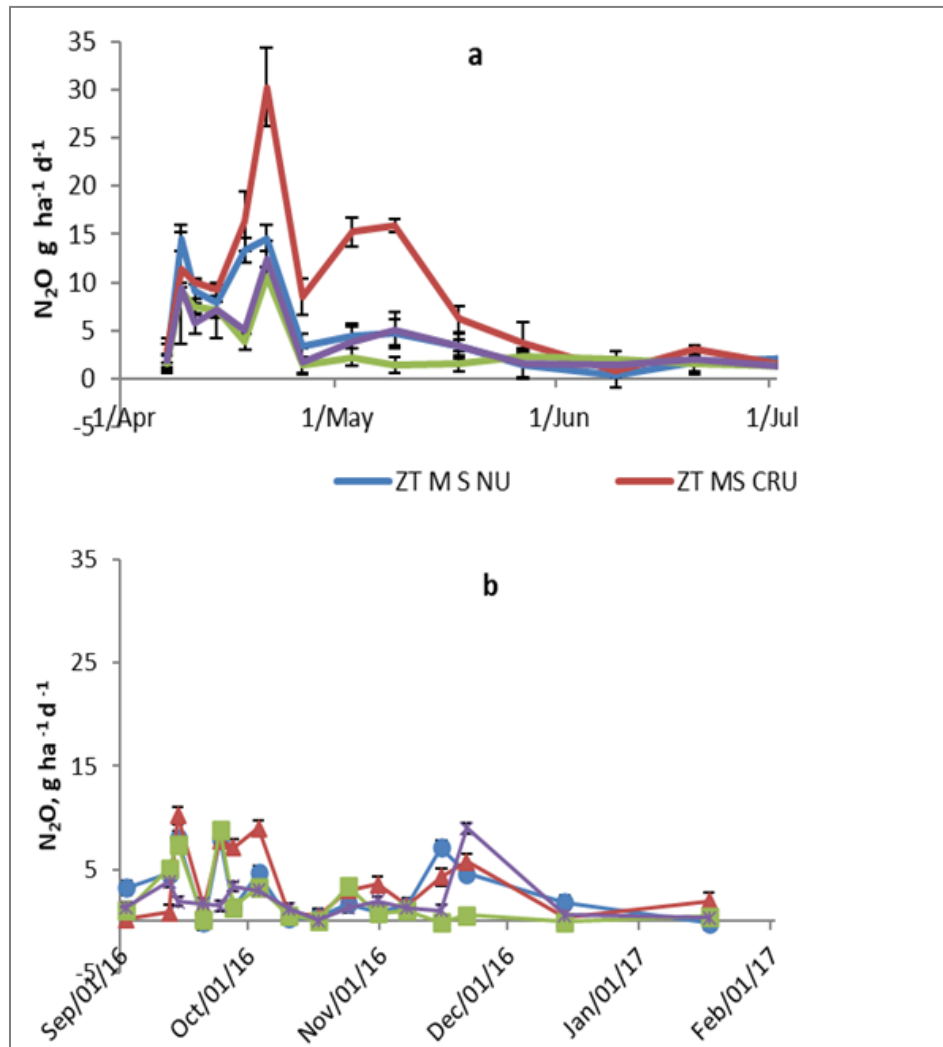 a
35
30
25
20
15
10
5
0
-5
N₂O g ha⁻¹ d⁻¹
1/Apr 1/May 1/Jun 1/Jul
ZT M S NU ZT MS CRU
b
35
25
15
5
-5
N₂O, g ha ⁻¹ d ⁻¹
Sep/01/16 Oct/01/16 Nov/01/16 Dec/01/16 Jan/01/17 Feb/01/17